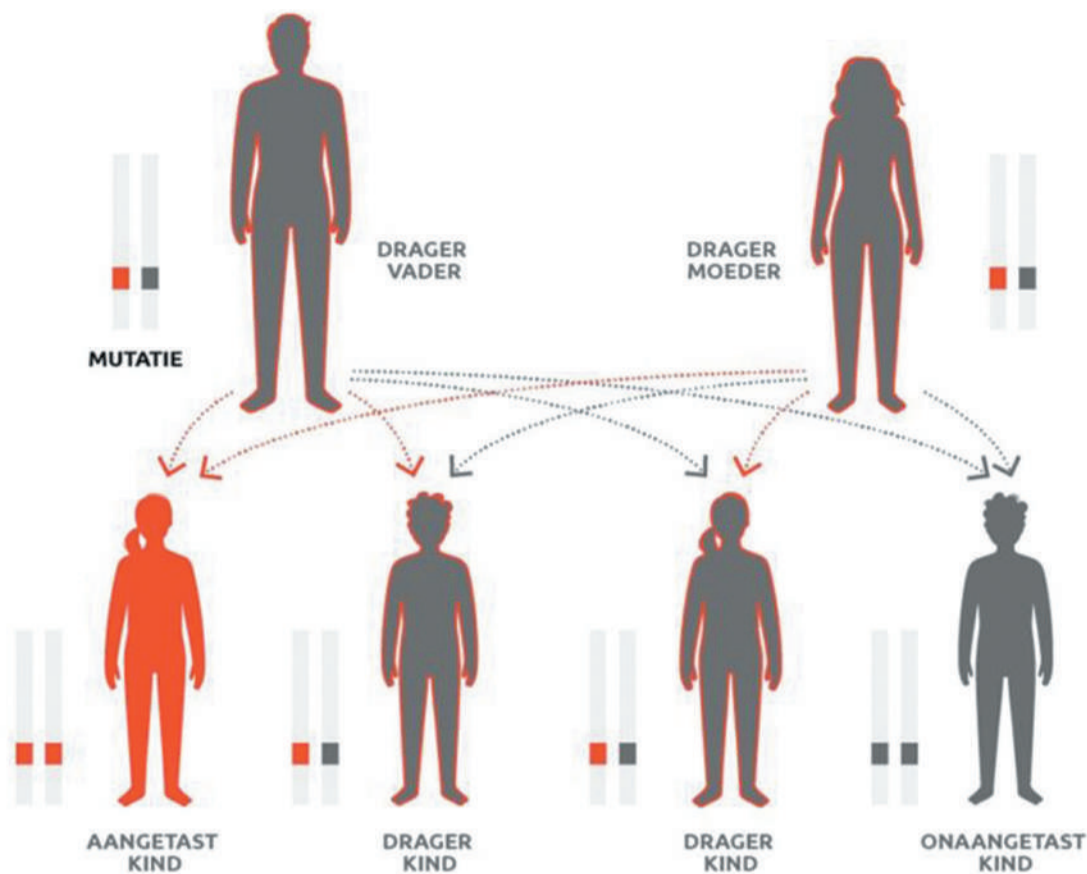 DRAGER
VADER
DRAGER
MOEDER
MUTATIE
AANGETAST
KIND
DRAGER
KIND
DRAGER
KIND
ONAANGETAST
KIND